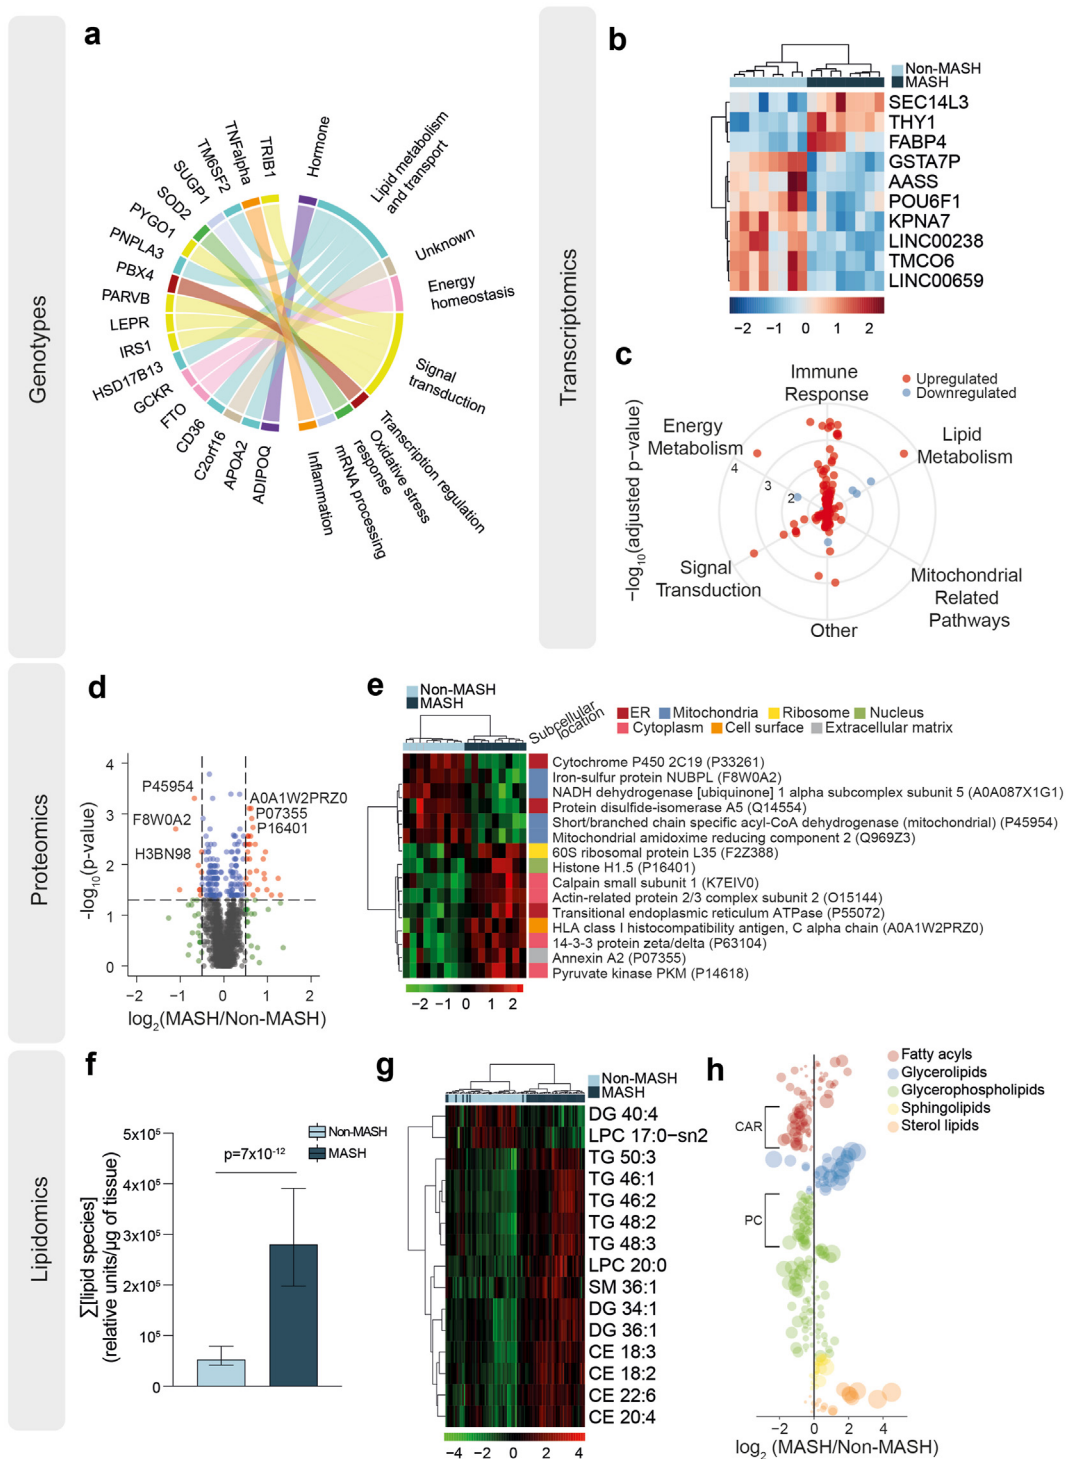 Genotypes
a
TRIB1
TNFalpha
TM6SF2
SUGP1
SOD2
PYGO1
PNPLA3
PBX4
PARVB
LEPR
IRS1
HSD17B13
GCKR
FTO
CD36
C2orf16
APOA2
ADIPOQ
Hormone
Lipid metabolism
and transport
Unknown
Energy
homeostasis
Signal
transduction
Transcription regulation
Oxidative stress
response
mRNA processing
Inflammation
Transcriptomics
b
Non-MASH
MASH
SEC14L3
THY1
FABP4
GSTA7P
AASS
POU6F1
KPNA7
LINC00238
TMCO6
LINC00659
−2 −1 0 1 2
c
Immune
Response
Upregulated
Downregulated
Energy
Metabolism
Lipid
Metabolism
4
3
2
−log10(adjusted p−value)
Signal
Transduction
Mitochondrial
Related
Pathways
Other
Proteomics
d
4
3
2
1
0
-log10(p-value)
P45954
F8W0A2
H3BN98
A0A1W2PRZ0
P07355
P16401
−2 −1 0 1 2
log2(MASH/Non-MASH)
e
Non-MASH
MASH
Subcellular
location
ER Mitochondria Ribosome Nucleus
Cytoplasm Cell surface Extracellular matrix
Cytochrome P450 2C19 (P33261)
Iron-sulfur protein NUBPL (F8W0A2)
NADH dehydrogenase [ubiquinone] 1 alpha subcomplex subunit 5 (A0A087X1G1)
Protein disulfide-isomerase A5 (Q14554)
Short/branched chain specific acyl-CoA dehydrogenase (mitochondrial) (P45954)
Mitochondrial amidoxime reducing component 2 (Q969Z3)
60S ribosomal protein L35 (F2Z388)
Histone H1.5 (P16401)
Calpain small subunit 1 (K7EIV0)
Actin-related protein 2/3 complex subunit 2 (O15144)
Transitional endoplasmic reticulum ATPase (P55072)
HLA class I histocompatibility antigen, C alpha chain (A0A1W2PRZ0)
14-3-3 protein zeta/delta (P63104)
Annexin A2 (P07355)
Pyruvate kinase PKM (P14618)
−2 −1 0 1 2
Lipidomics
f
Non-MASH
MASH
p=7x10-12
5x10⁵
4x10⁵
3x10⁵
2x10⁵
10⁵
0
∑[lipid species]
(relative units/µg of tissue)
g
Non-MASH
MASH
DG 40:4
LPC 17:0−sn2
TG 50:3
TG 46:1
TG 46:2
TG 48:2
TG 48:3
LPC 20:0
SM 36:1
DG 34:1
DG 36:1
CE 18:3
CE 18:2
CE 22:6
CE 20:4
−4 −2 0 2 4
h
Fatty acyls
Glycerolipids
Glycerophospholipids
Sphingolipids
Sterol lipids
CAR
PC
−2 0 2 4
log2 (MASH/Non−MASH)